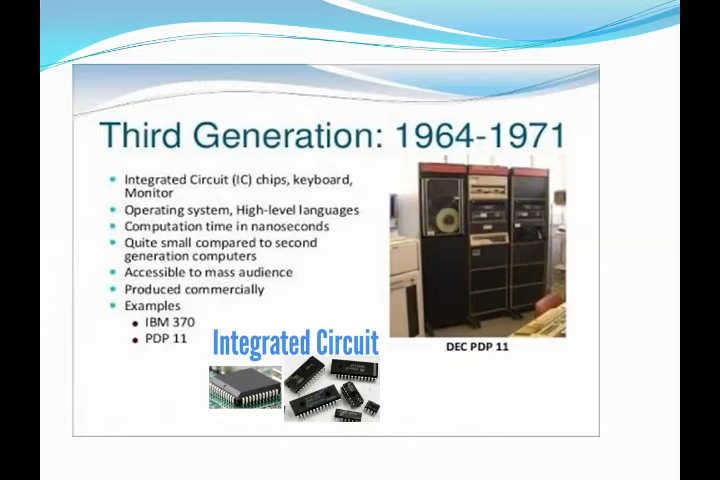 Third Generation: 1964-1971
Integrated Circuit (IC) chips, keyboard,
Monitor
Operating system, High-level languages
Computation time in nanoseconds
Quite small compared to second
generation computers
Accessible to mass audience
Produced commercially
Examples
IBM 370
PDP 11
Integrated Circuit
DEC PDP 11